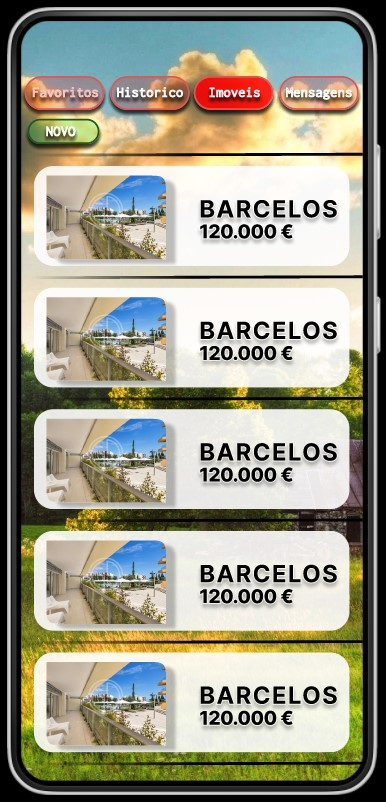 Favoritos Historico Imoveis Mensagens
NOVO
BARCELOS
120.000 €
BARCELOS
120.000 €
BARCELOS
120.000 €
BARCELOS
120.000 €
BARCELOS
120.000 €